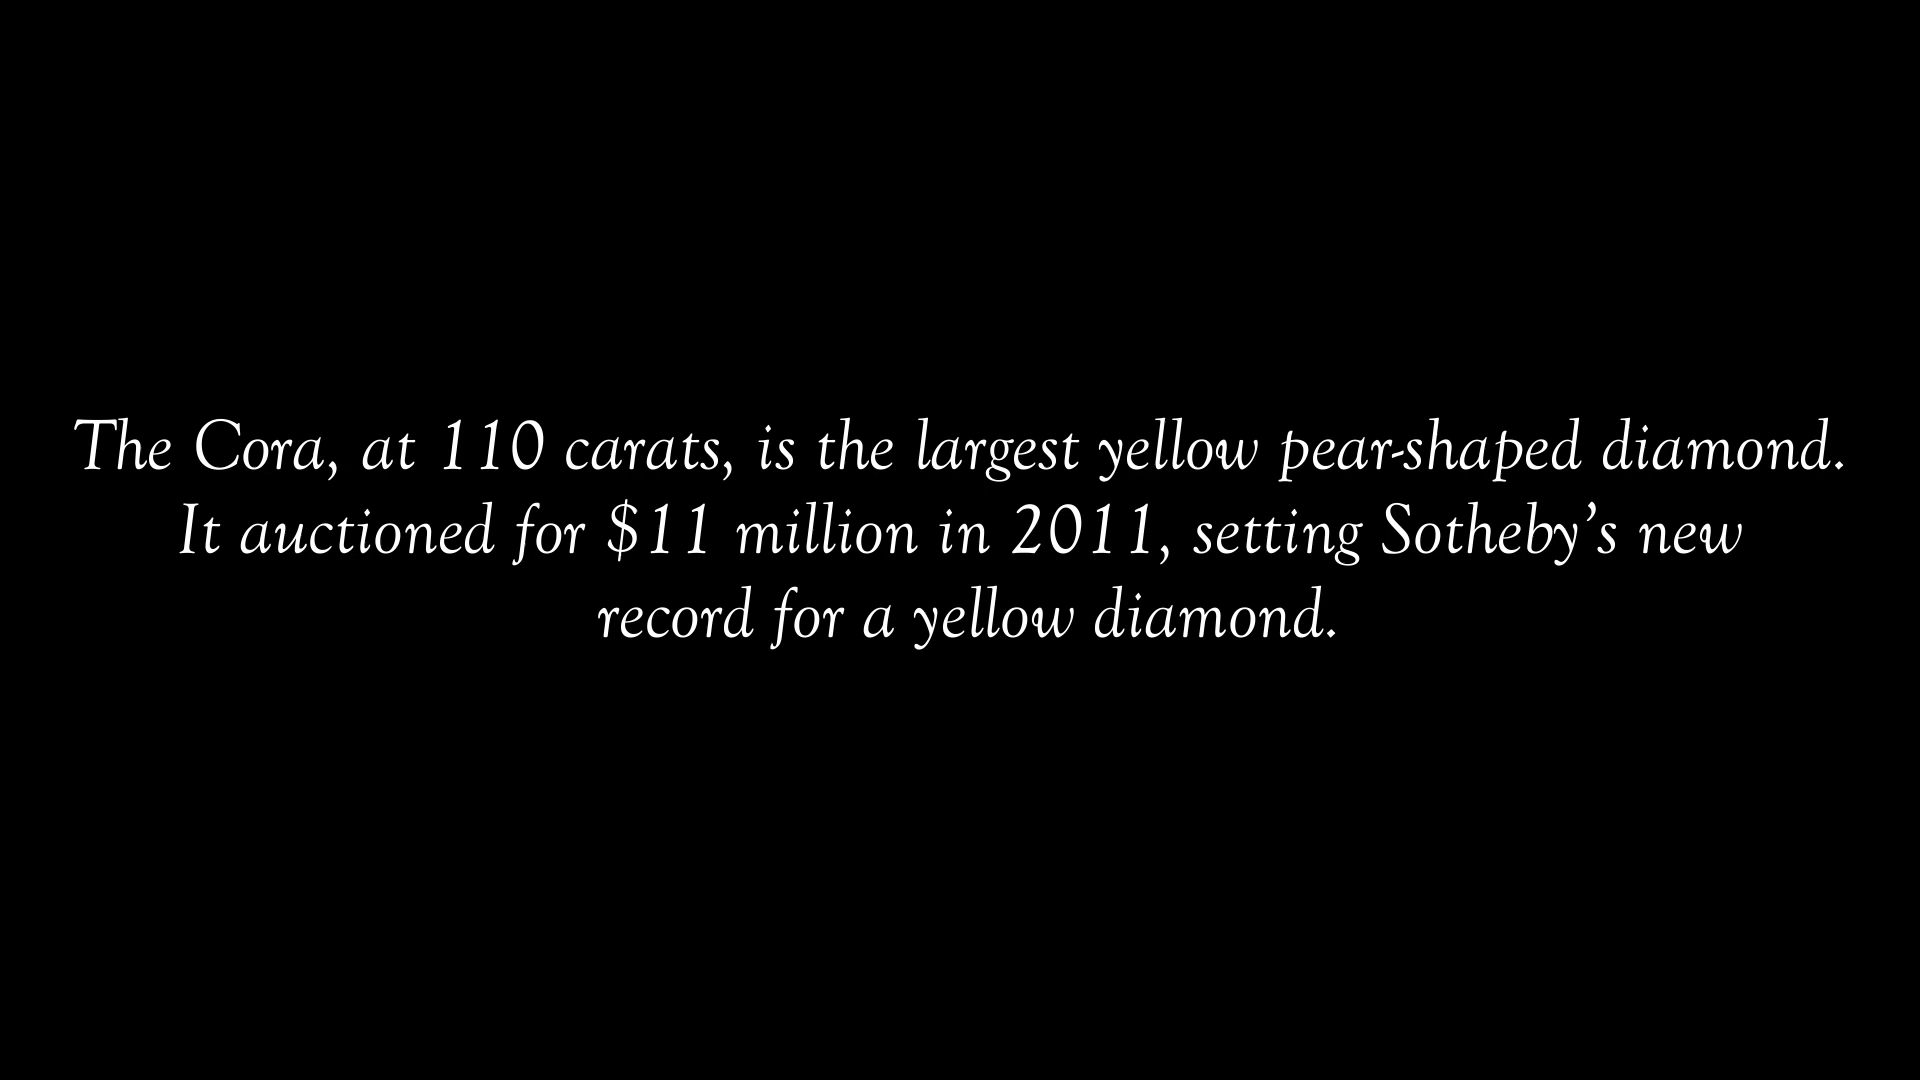 The Cora, at 110 carats, is the largest yellow pear-shaped diamond.
It auctioned for $11 million in 2011, setting Sotheby’s new
record for a yellow diamond.